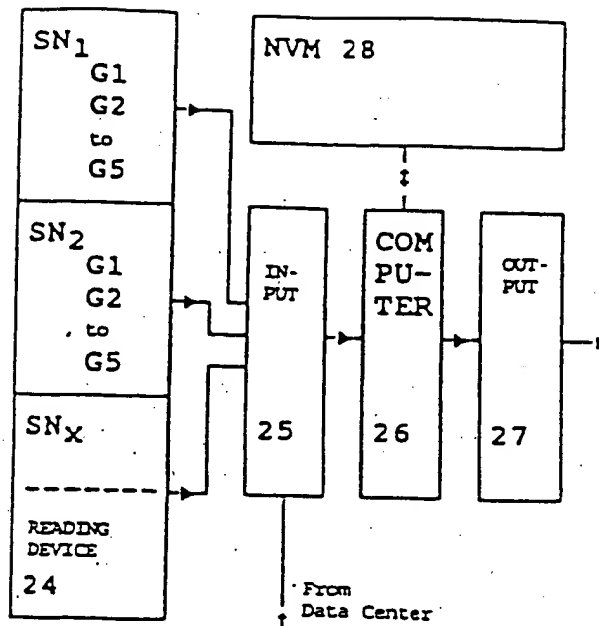 SN1
G1
G2
to
G5
SN2
G1
G2
to
G5
SNX
READING
DEVICE
24
NVM 28
IN-
PUT
25
COM
PU-
TER
26
OUT-
PUT
27
From
Data Center